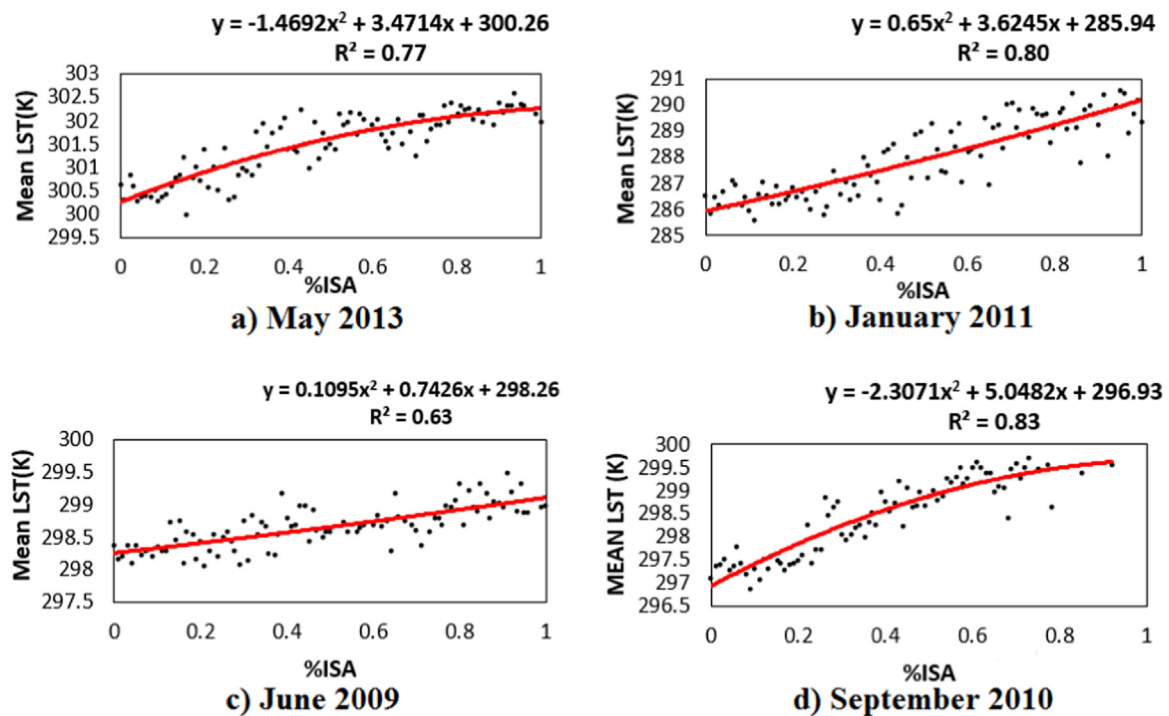 y = -1.4692x² + 3.4714x + 300.26
R² = 0.77
303
302.5
302
301.5
301
300.5
300
299.5
Mean LST(K)
0 0.2 0.4 0.6 0.8 1
%ISA
a) May 2013
y = 0.65x² + 3.6245x + 285.94
R² = 0.80
291
290
289
288
287
286
285
Mean LST(K)
0 0.2 0.4 0.6 0.8 1
%ISA
b) January 2011
y = 0.1095x² + 0.7426x + 298.26
R² = 0.63
300
299.5
299
298.5
298
297.5
Mean LST(K)
0 0.2 0.4 0.6 0.8 1
%ISA
c) June 2009
y = -2.3071x² + 5.0482x + 296.93
R² = 0.83
300
299.5
299
298.5
298
297.5
297
296.5
MEAN LST (K)
0 0.2 0.4 0.6 0.8 1
%ISA
d) September 2010